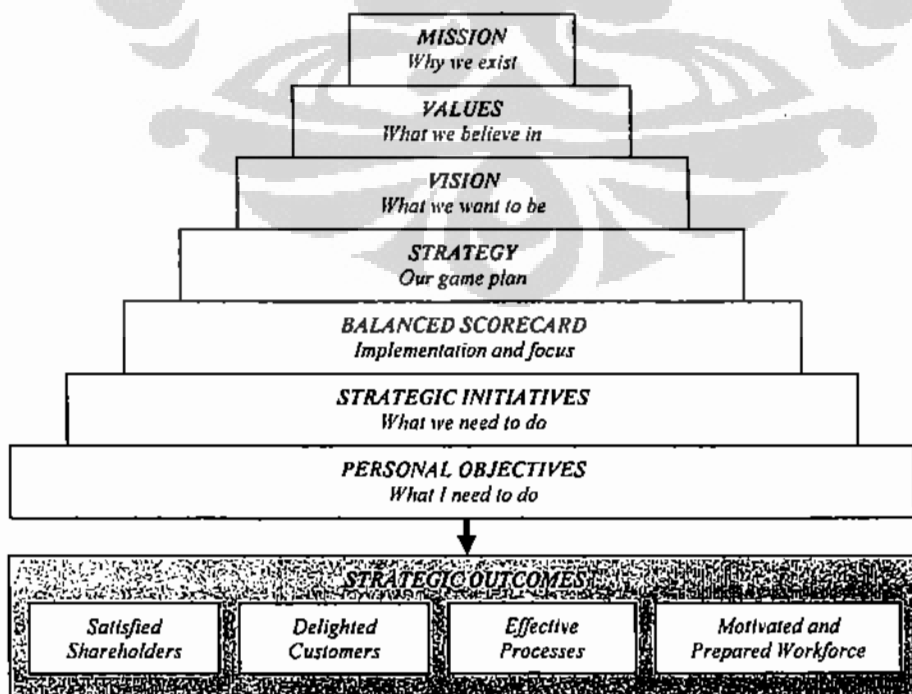 MISSION
Why we exist
VALUES
What we believe in
VISION
What we want to be
STRATEGY
Our game plan
BALANCED SCORECARD
Implementation and focus
STRATEGIC INITIATIVES
What we need to do
PERSONAL OBJECTIVES
What I need to do
STRATEGIC OUTCOMES
Satisfied
Shareholders
Delighted
Customers
Effective
Processes
Motivated and
Prepared Workforce